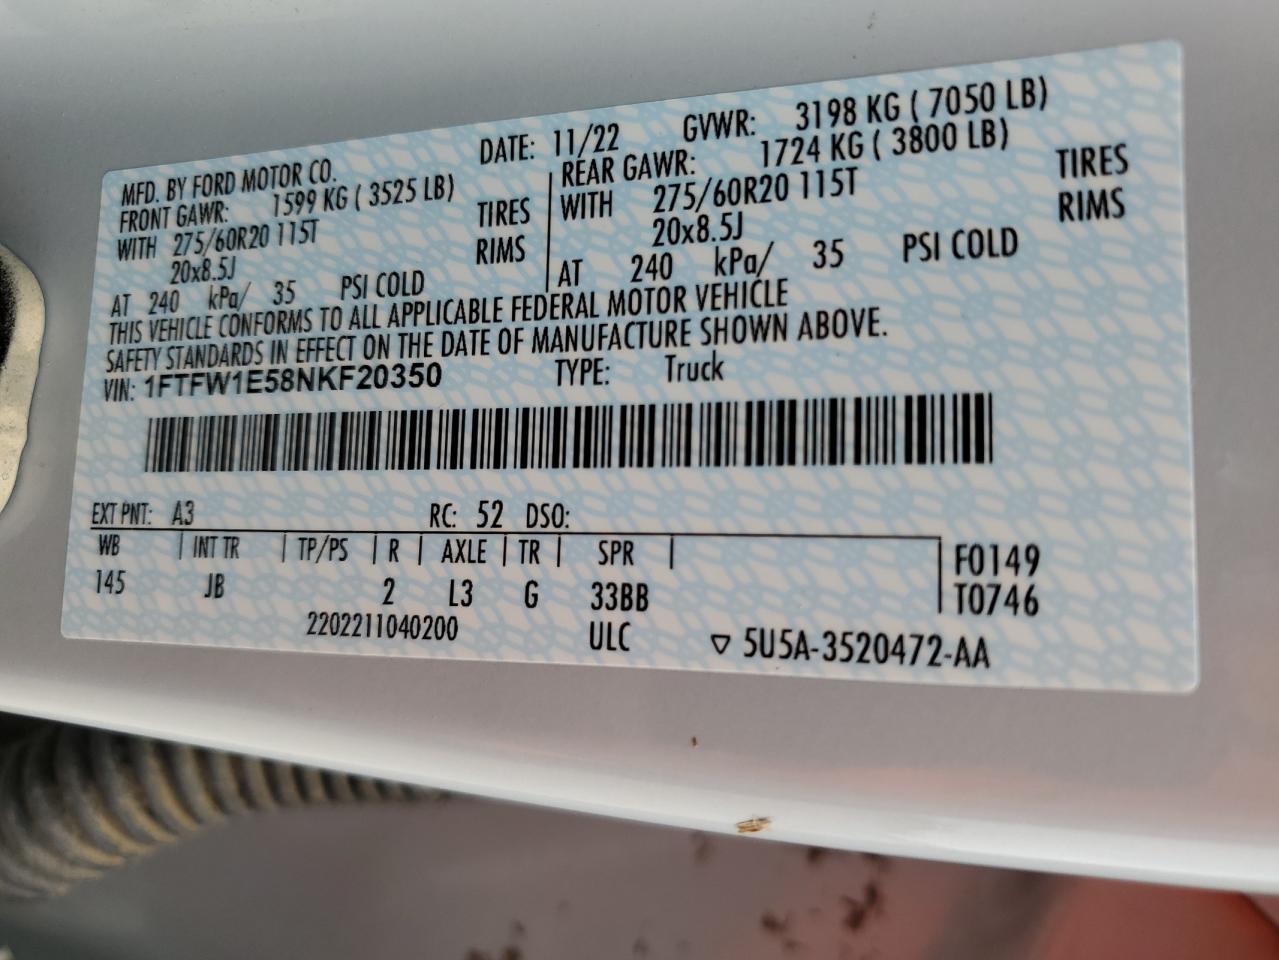 MFD. BY FORD MOTOR CO. DATE: 11/22 GVWR: 3198 KG ( 7050 LB)
FRONT GAWR: 1599 KG ( 3525 LB)
WITH 275/60R20 115T TIRES
20x8.5J RIMS
AT 240 kPa/ 35 PSI COLD
REAR GAWR: 1724 KG ( 3800 LB)
WITH 275/60R20 115T TIRES
20x8.5J RIMS
AT 240 kPa/ 35 PSI COLD
THIS VEHICLE CONFORMS TO ALL APPLICABLE FEDERAL MOTOR VEHICLE
SAFETY STANDARDS IN EFFECT ON THE DATE OF MANUFACTURE SHOWN ABOVE.
VIN: 1FTFW1E58NKF20350 TYPE: Truck
EXT PNT: A3 RC: 52 DSO:
WB INT TR TP/PS R AXLE TR SPR F0149
145 JB 2 L3 G 33BB T0746
2202211040200 ULC ▽ 5U5A-3520472-AA